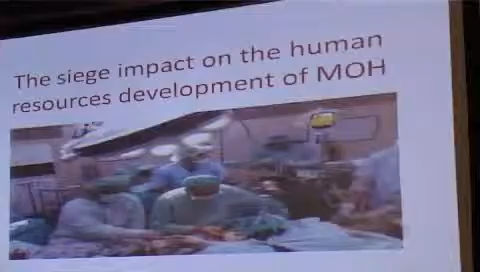 The siege impact on the human
resources development of MOH